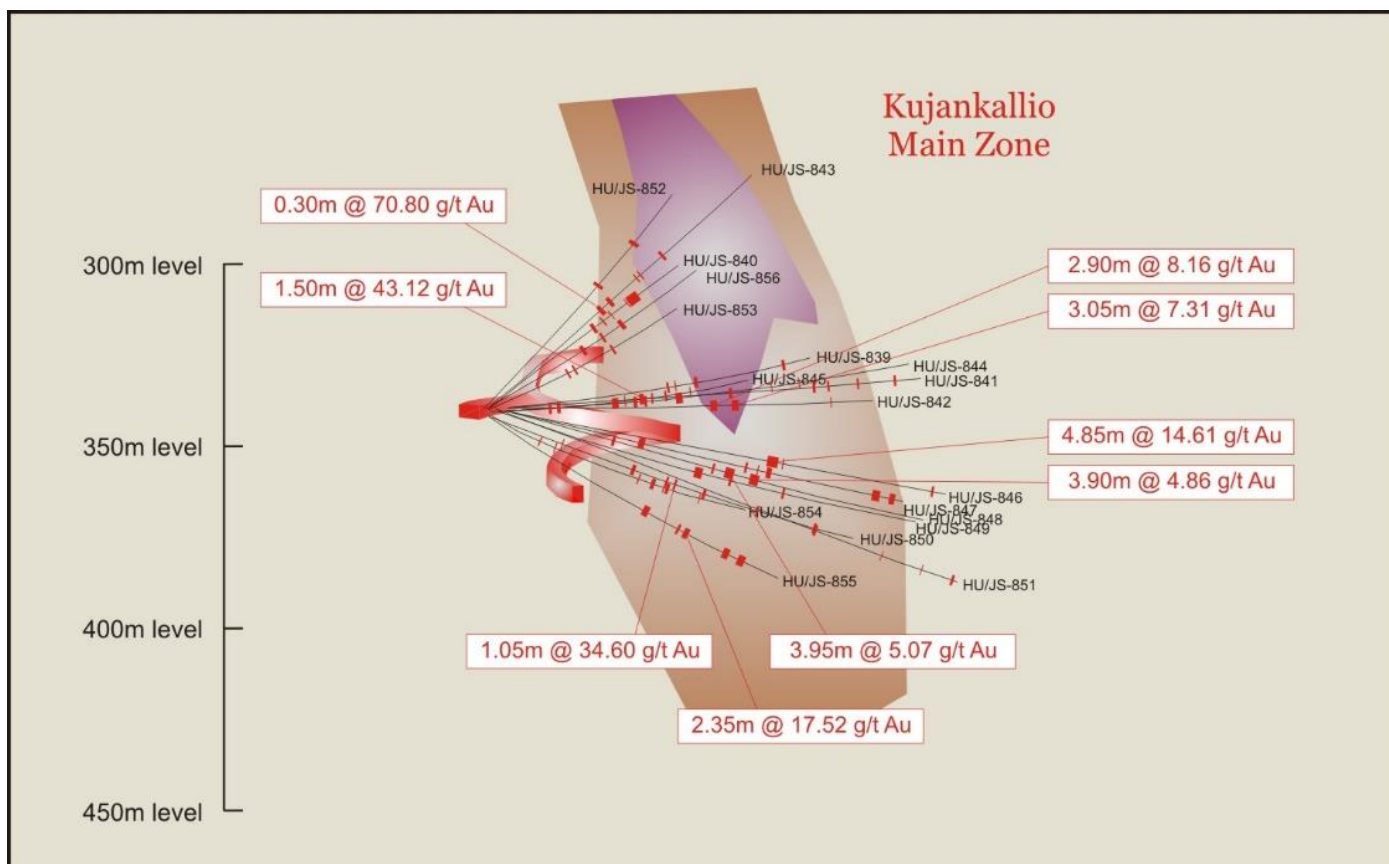 Kujankallio
Main Zone
HU/JS-843
HU/JS-852
0.30m @ 70.80 g/t Au
HU/JS-840
2.90m @ 8.16 g/t Au
300m level
HU/JS-856
1.50m @ 43.12 g/t Au
HU/JS-853
3.05m @ 7.31 g/t Au
HU/JS-839
HU/JS-844
HU/JS-845
HU/JS-841
HU/JS-842
4.85m @ 14.61 g/t Au
350m level
3.90m @ 4.86 g/t Au
HU/JS-846
HU/JS-847
HU/JS-854
HU/JS-848
HU/JS-849
HU/JS-850
HU/JS-855
HU/JS-851
400m level
1.05m @ 34.60 g/t Au
3.95m @ 5.07 g/t Au
2.35m @ 17.52 g/t Au
450m level